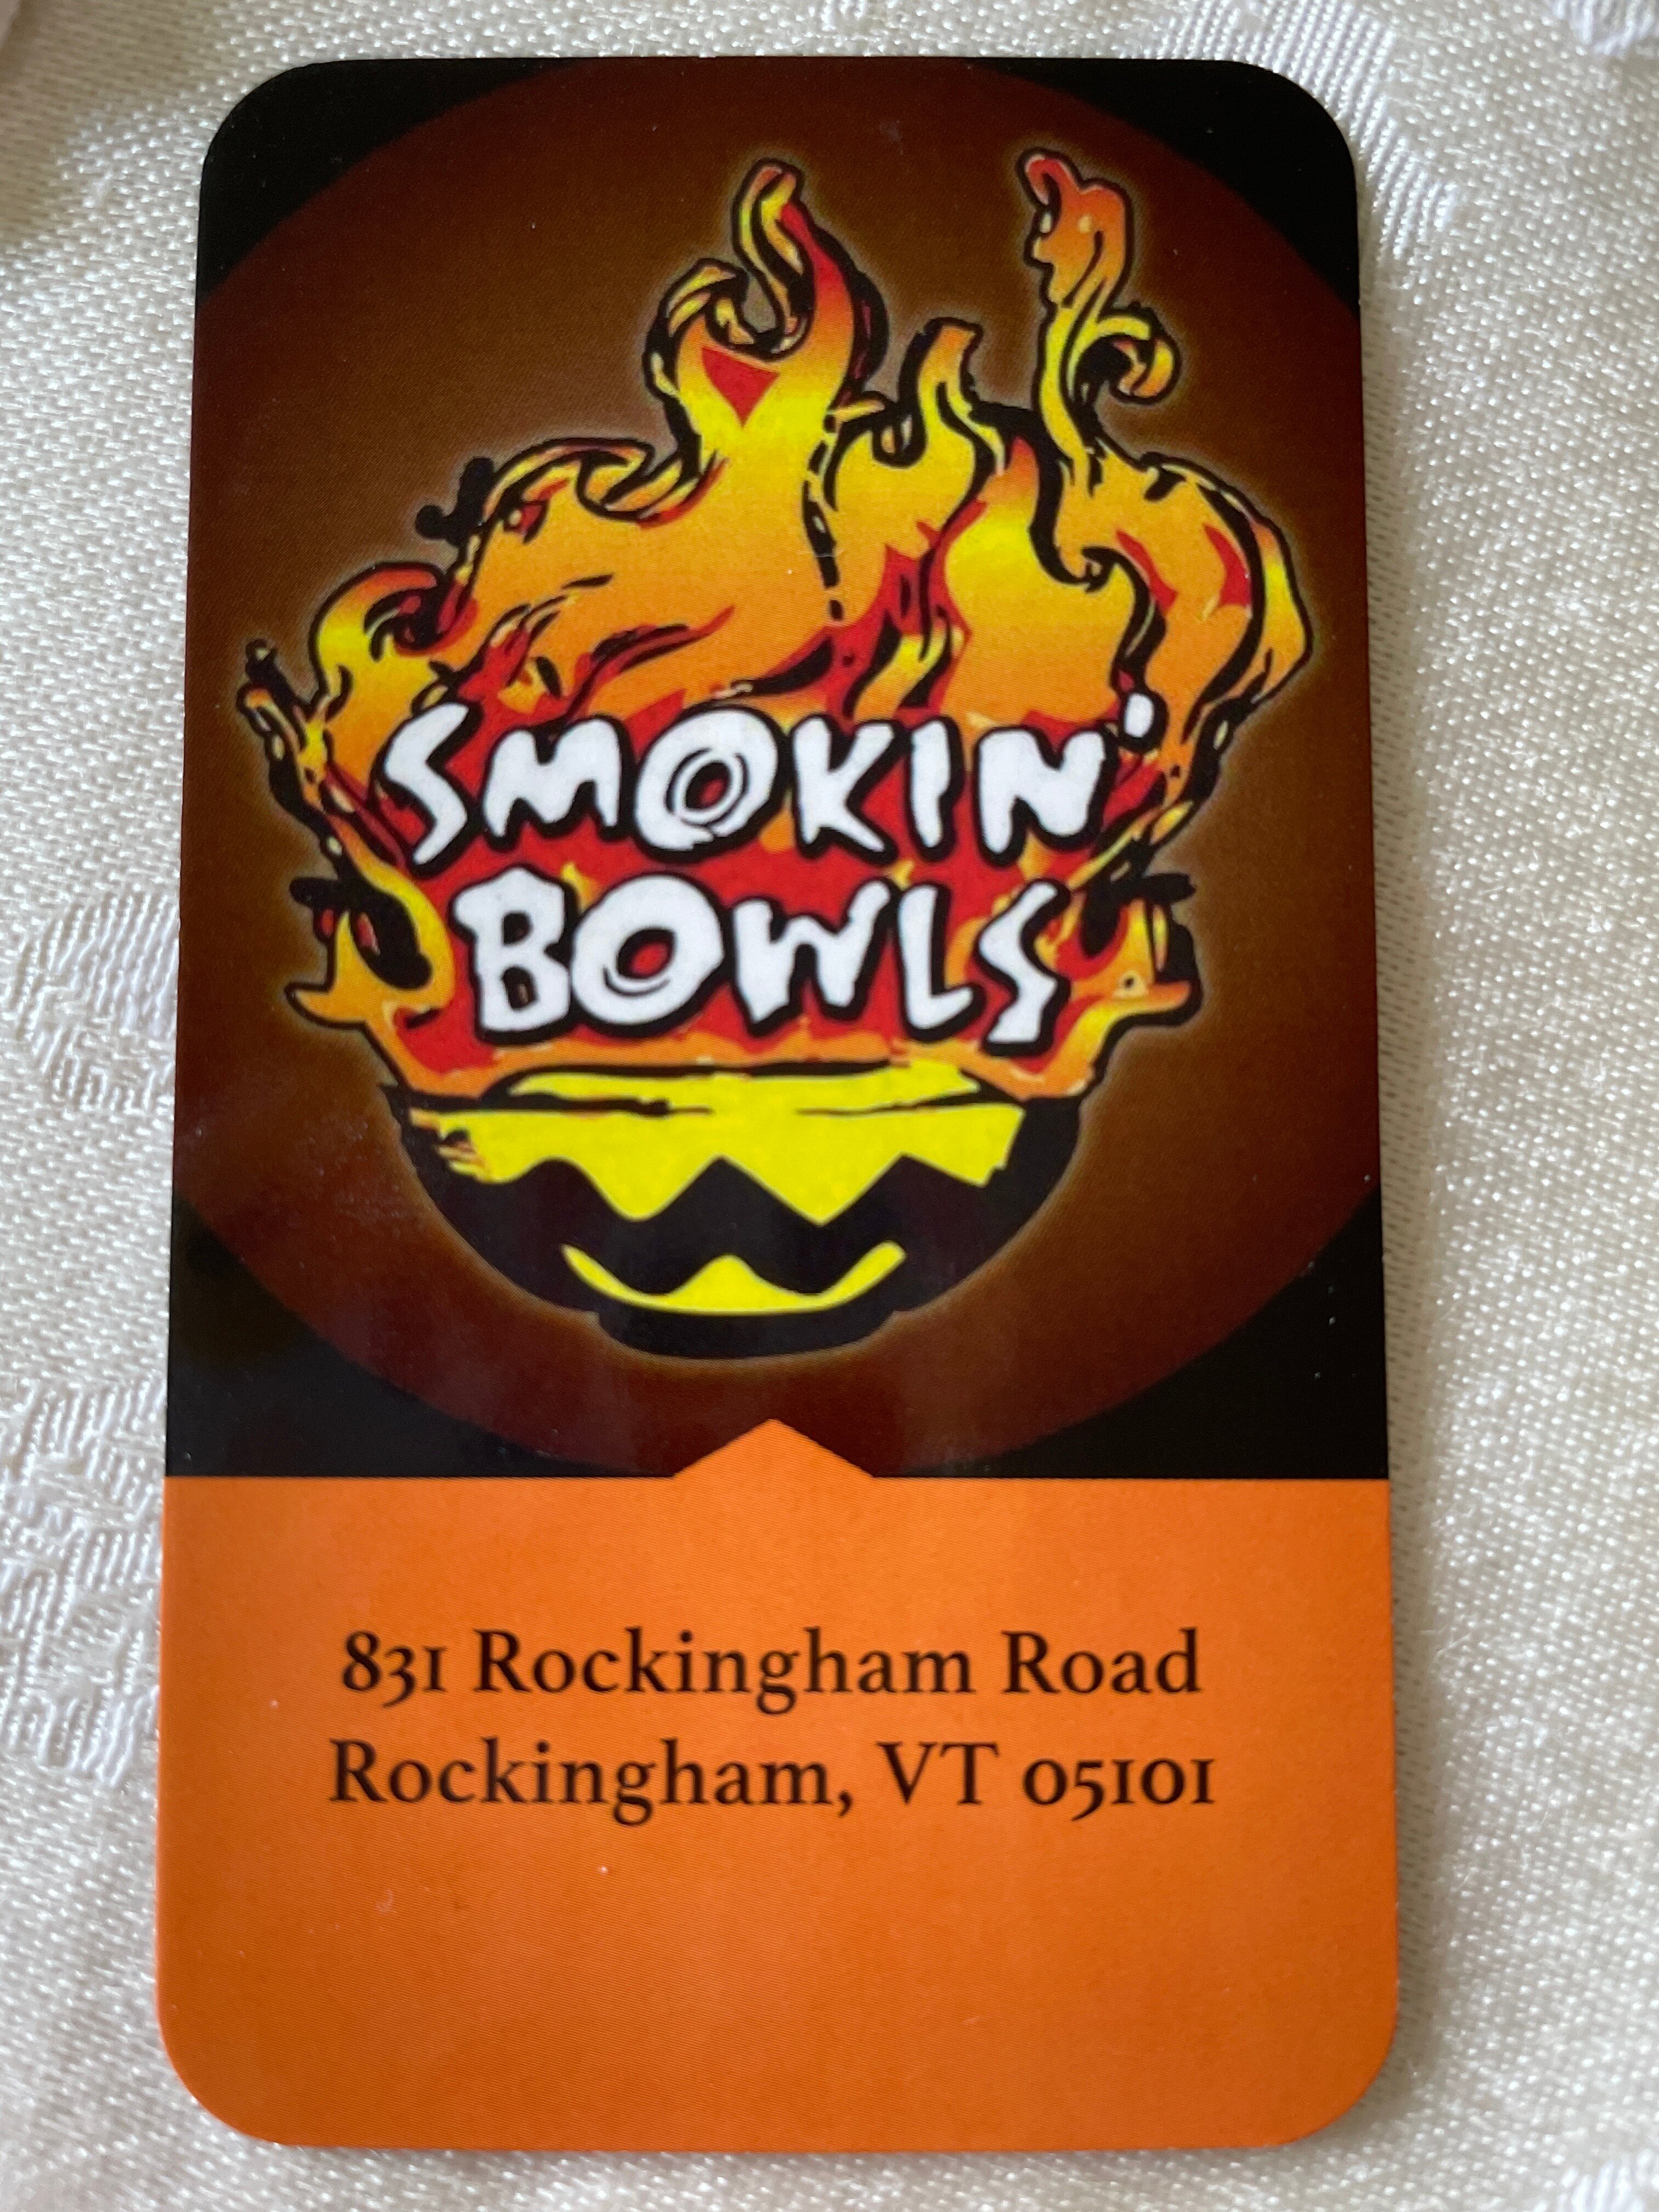 SMOKIN'
BOWLS
831 Rockingham Road
Rockingham, VT 05101